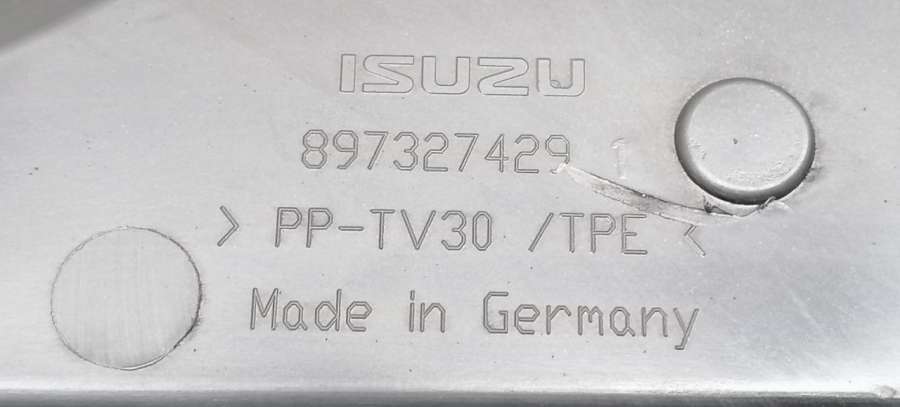 ISUZU
897327429 1
> PP-TV30 /TPE <
Made in Germany